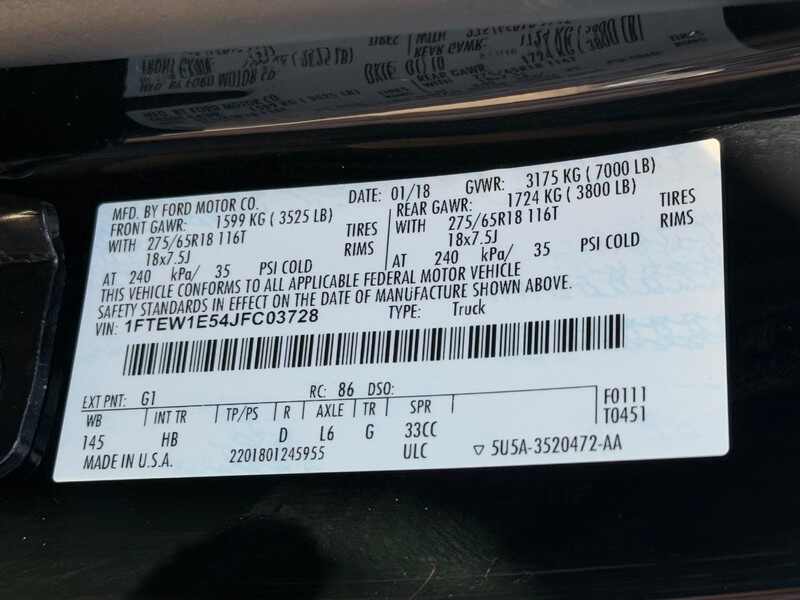 MFD. BY FORD MOTOR CO.
DATE: 01/18 GVWR: 3175 KG ( 7000 LB)
FRONT GAWR: 1599 KG ( 3525 LB) REAR GAWR: 1724 KG ( 3800 LB)
WITH 275/65R18 116T TIRES WITH 275/65R18 116T TIRES
18x7.5J RIMS 18x7.5J RIMS
AT 240 kPa/ 35 PSI COLD AT 240 kPa/ 35 PSI COLD
THIS VEHICLE CONFORMS TO ALL APPLICABLE FEDERAL MOTOR VEHICLE
SAFETY STANDARDS IN EFFECT ON THE DATE OF MANUFACTURE SHOWN ABOVE.
VIN: 1FTEW1E54JFC03728 TYPE: Truck
EXT PNT: G1 RC: 86 DSO: F0111
WB INT TR TP/PS R AXLE TR SPR T0451
145 HB D L6 G 33CC
MADE IN U.S.A. 2201801245955 ULC ▽ 5U5A-3520472-AA